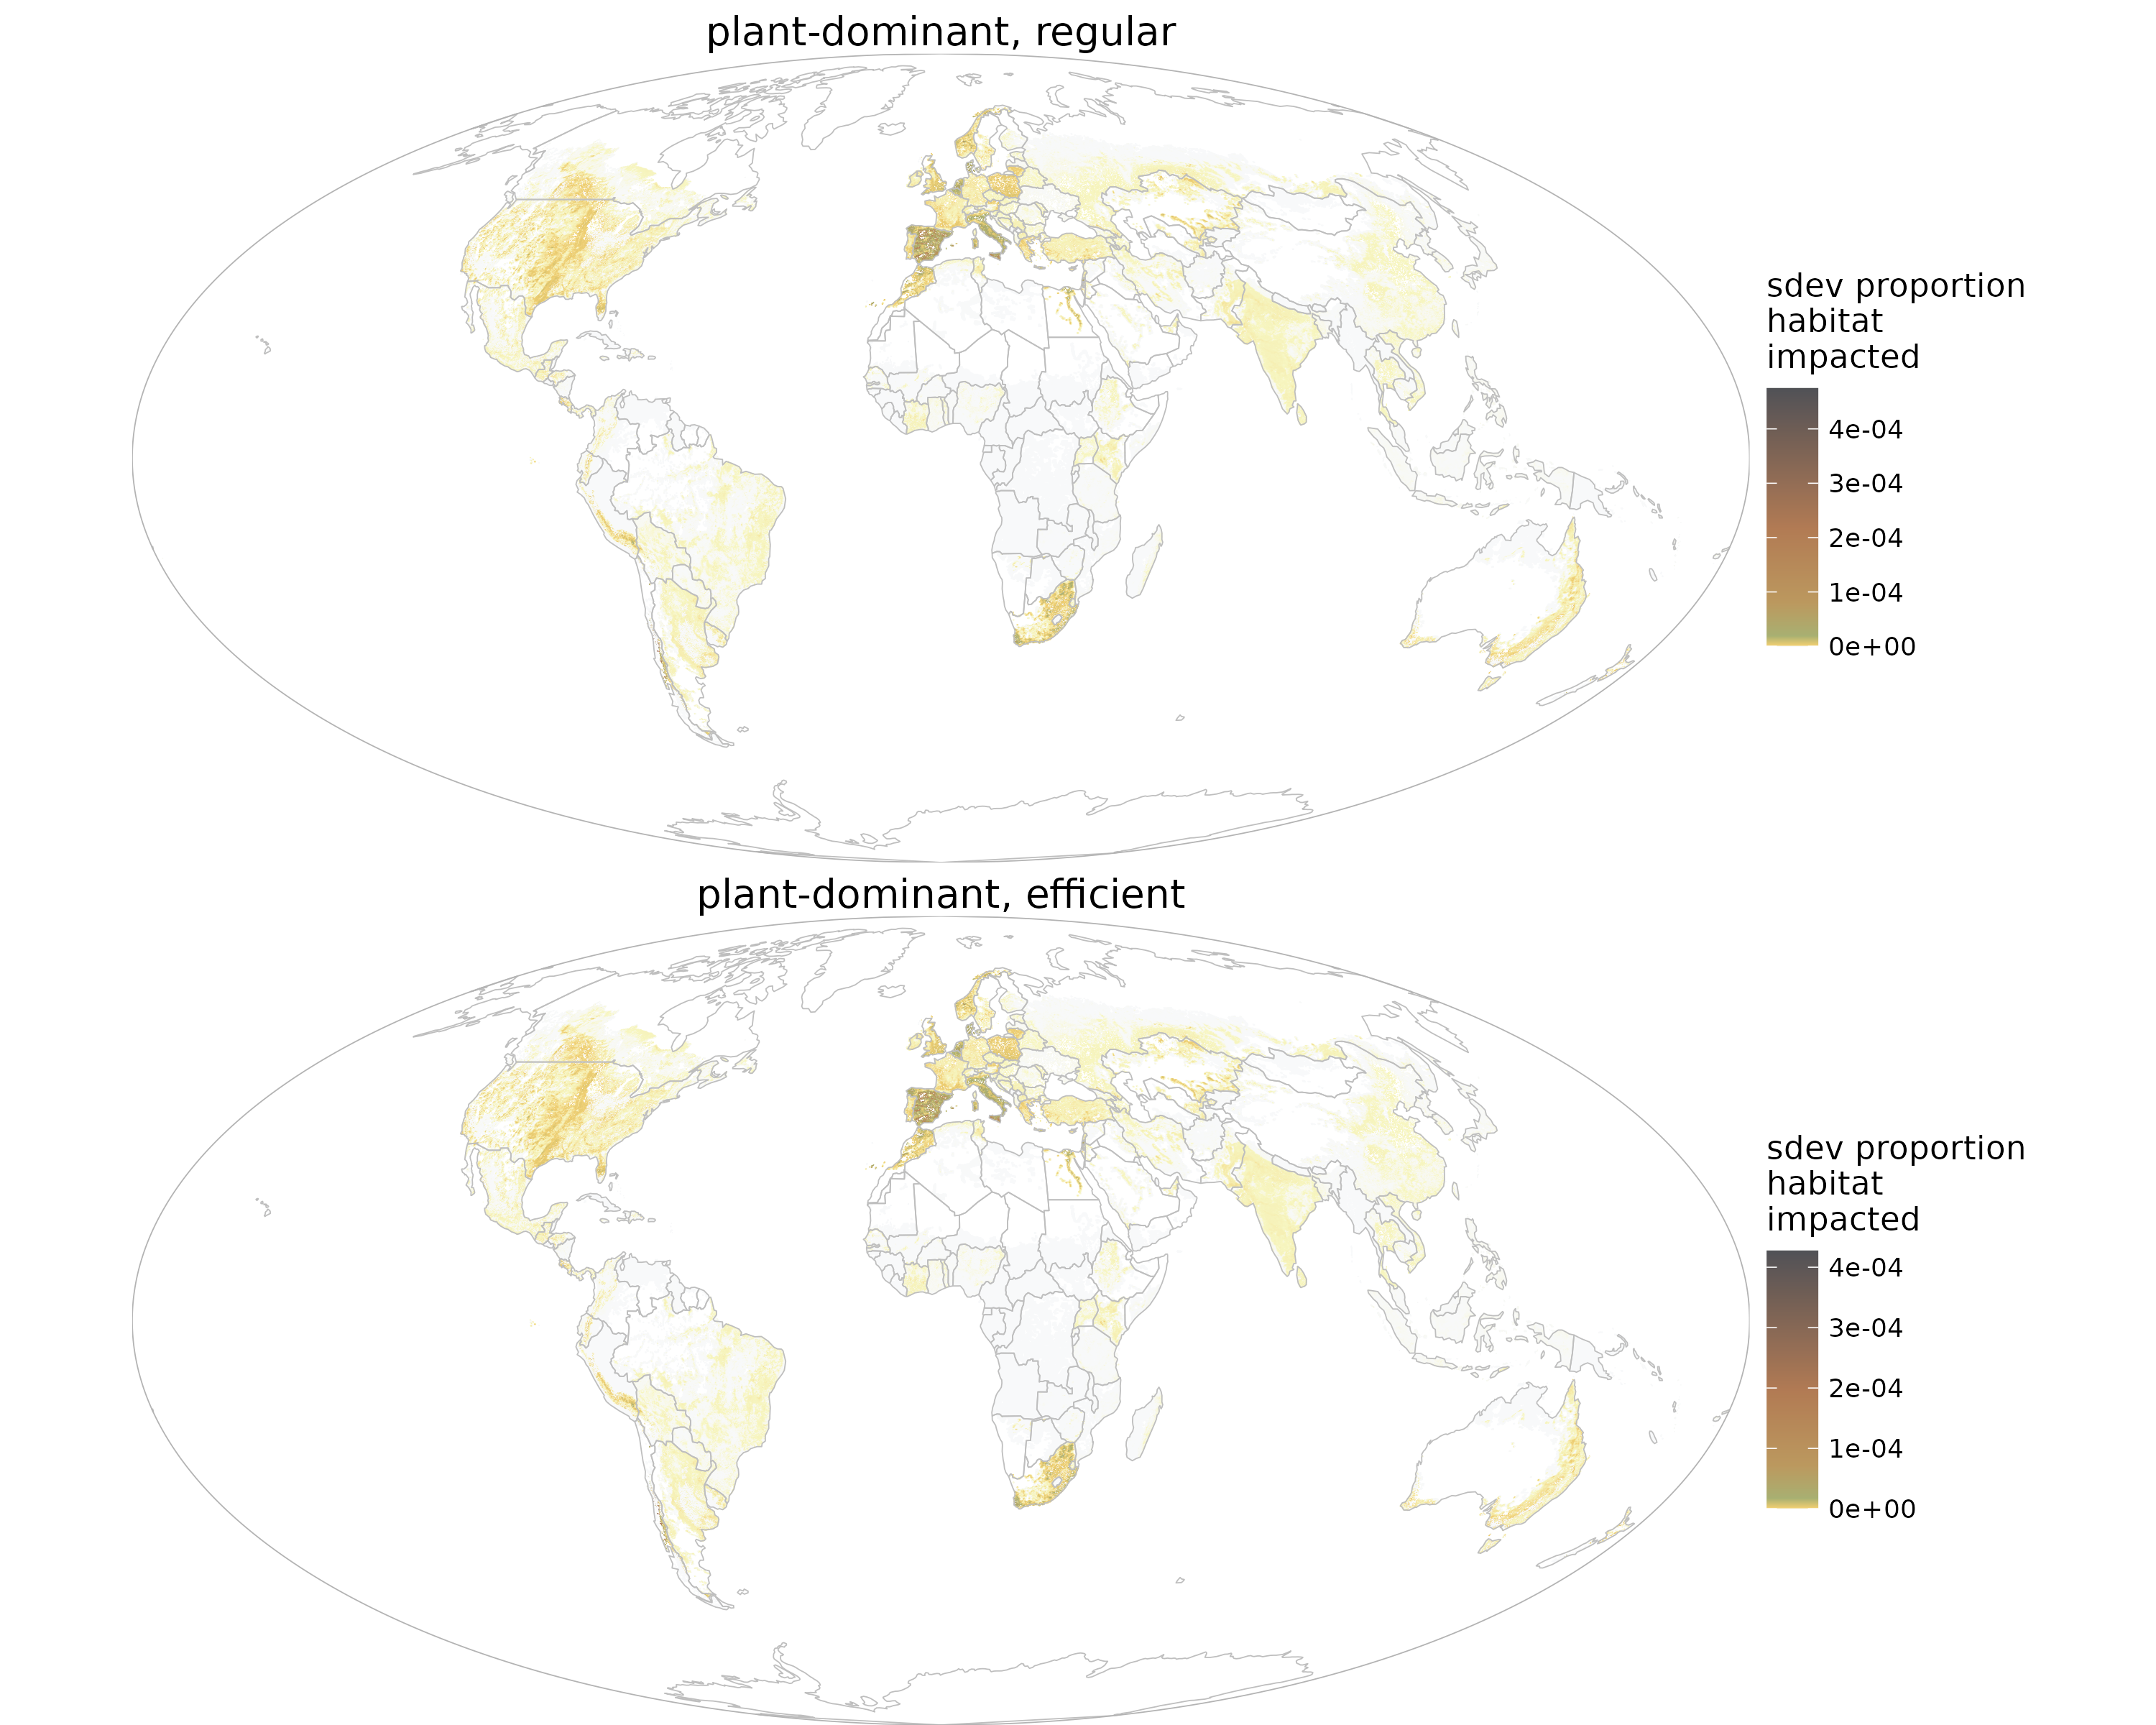 plant-dominant, regular
sdev proportion
habitat
impacted
4e-04
3e-04
2e-04
1e-04
0e+00
plant-dominant, efficient
sdev proportion
habitat
impacted
4e-04
3e-04
2e-04
1e-04
0e+00